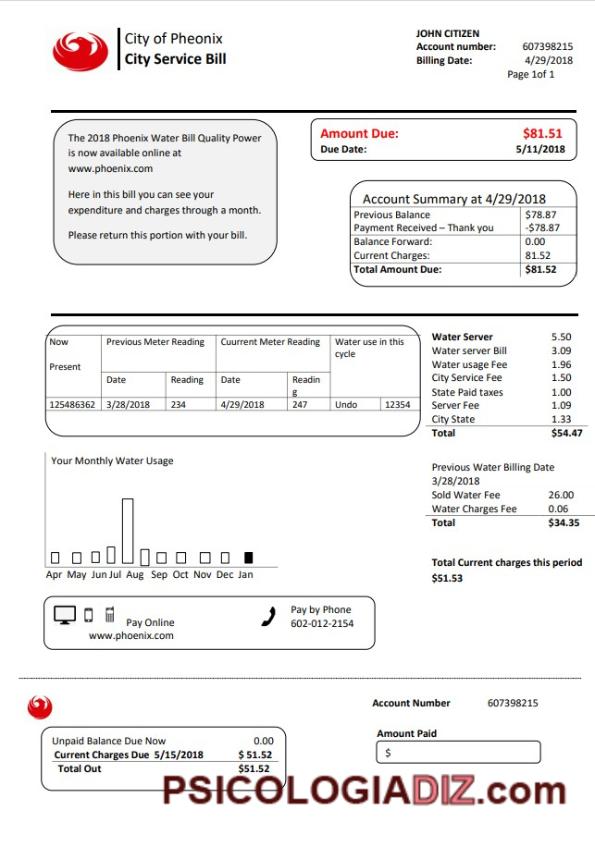 City of Pheonix
City Service Bill
JOHN CITIZEN
Account number: 607398215
Billing Date: 4/29/2018
Page 1of 1
The 2018 Phoenix Water Bill Quality Power
is now available online at
www.phoenix.com
Here in this bill you can see your
expenditure and charges through a month.
Please return this portion with your bill.
Amount Due: $81.51
Due Date: 5/11/2018
Account Summary at 4/29/2018
Previous Balance $78.87
Payment Received – Thank you -$78.87
Balance Forward: 0.00
Current Charges: 81.52
Total Amount Due: $81.52
Now Previous Meter Reading Cuurrent Meter Reading Water use in this
cycle
Present
Date Reading Date Readin
g
125486362 3/28/2018 234 4/29/2018 247 Undo 12354
Water Server 5.50
Water server Bill 3.09
Water usage Fee 1.96
City Service Fee 1.50
State Paid taxes 1.00
Server Fee 1.09
City State 1.33
Total $54.47
Previous Water Billing Date
3/28/2018
Sold Water Fee 26.00
Water Charges Fee 0.06
Total $34.35
Total Current charges this period
$51.53
Your Monthly Water Usage
Apr May Jun Jul Aug Sep Oct Nov Dec Jan
Pay Online
www.phoenix.com
Pay by Phone
602-012-2154
Account Number 607398215
Unpaid Balance Due Now 0.00
Current Charges Due 5/15/2018 $ 51.52
Total Out $51.52
Amount Paid
$
PSICOLOGIADIZ.com